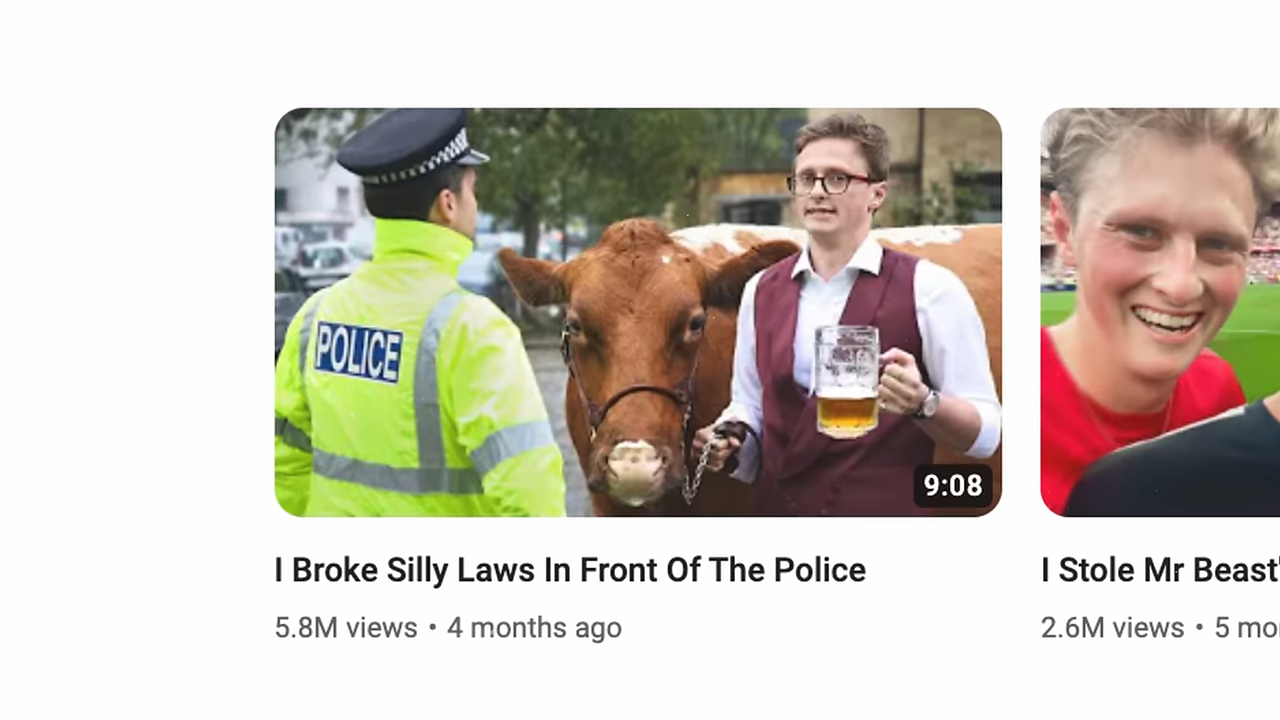 POLICE
9:08
I Broke Silly Laws In Front Of The Police
5.8M views • 4 months ago
I Stole Mr Beast'
2.6M views • 5 mo